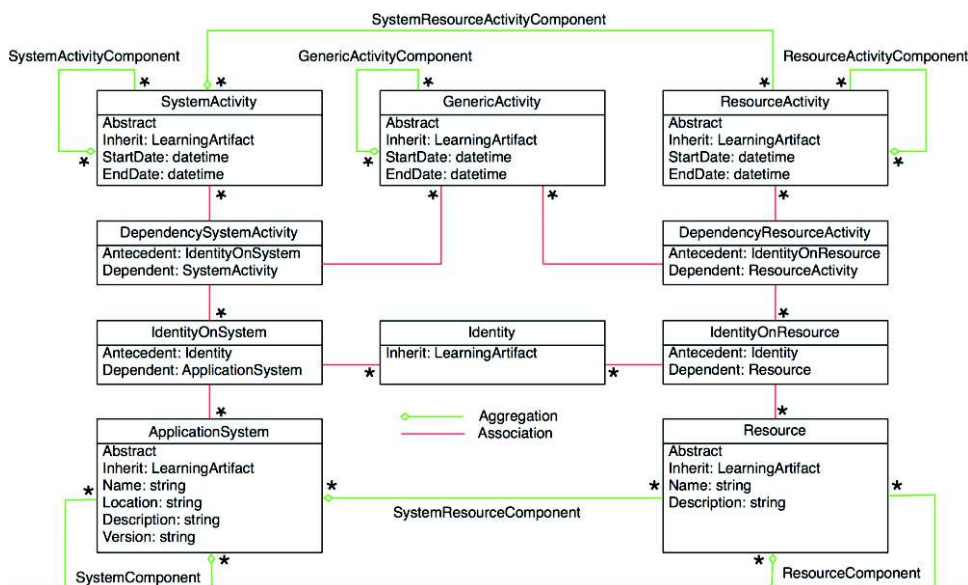 SystemResourceActivityComponent
SystemActivityComponent
GenericActivityComponent
ResourceActivityComponent
* * * * *
SystemActivity
Abstract
Inherit: LearningArtifact
StartDate: datetime
EndDate: datetime
*
*
GenericActivity
Abstract
Inherit: LearningArtifact
StartDate: datetime
EndDate: datetime
*
* *
ResourceActivity
Abstract
Inherit: LearningArtifact
StartDate: datetime
EndDate: datetime
*
*
DependencySystemActivity
Antecedent: IdentityOnSystem
Dependent: SystemActivity
*
DependencyResourceActivity
Antecedent: IdentityOnResource
Dependent: ResourceActivity
*
IdentityOnSystem
Antecedent: Identity
Dependent: ApplicationSystem
*
Identity
Inherit: LearningArtifact
* *
IdentityOnResource
Antecedent: Identity
Dependent: Resource
*
Aggregation
Association
ApplicationSystem
Abstract
Inherit: LearningArtifact
Name: string
Location: string
Description: string
Version: string
* *
*
SystemResourceComponent
Resource
Abstract
Inherit: LearningArtifact
Name: string
Description: string
* *
*
SystemComponent
ResourceComponent